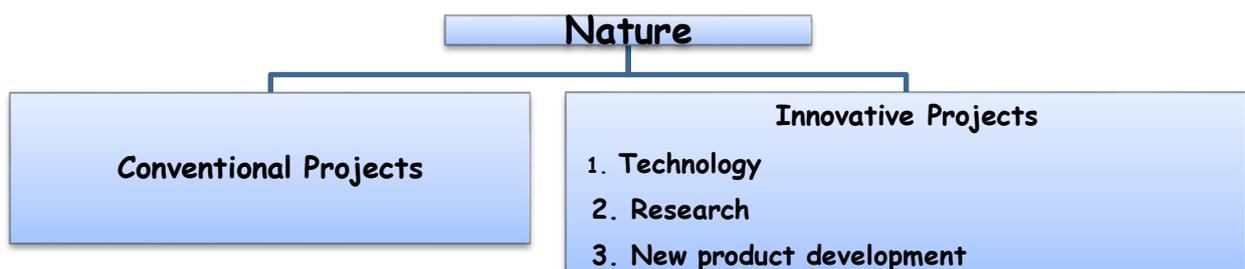 Nature
Conventional Projects
Innovative Projects
1. Technology
2. Research
3. New product development